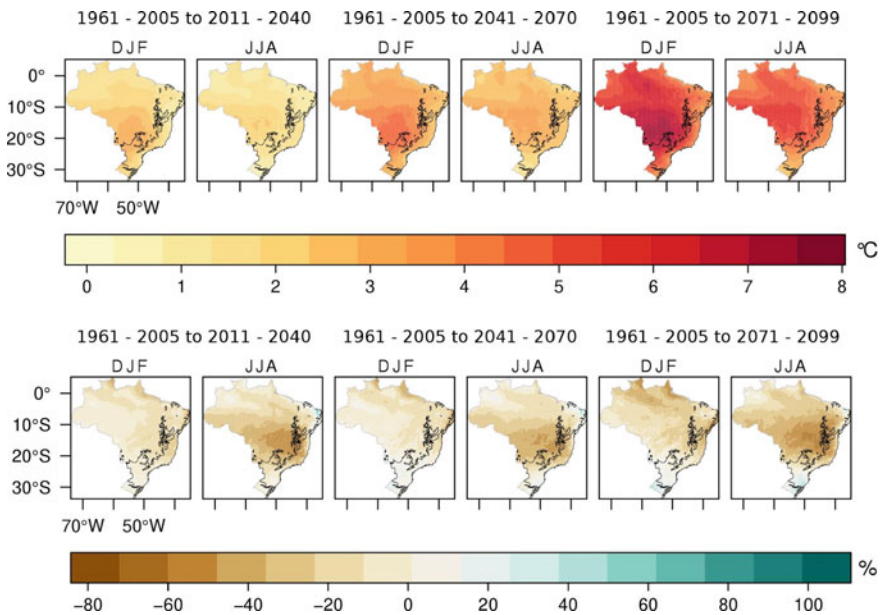 1961 - 2005 to 2011 - 2040 1961 - 2005 to 2041 - 2070 1961 - 2005 to 2071 - 2099
DJF JJA DJF JJA DJF JJA
0°
10°S
20°S
30°S
70°W 50°W
°C
0 1 2 3 4 5 6 7 8
1961 - 2005 to 2011 - 2040 1961 - 2005 to 2041 - 2070 1961 - 2005 to 2071 - 2099
DJF JJA DJF JJA DJF JJA
0°
10°S
20°S
30°S
70°W 50°W
%
−80 −60 −40 −20 0 20 40 60 80 100